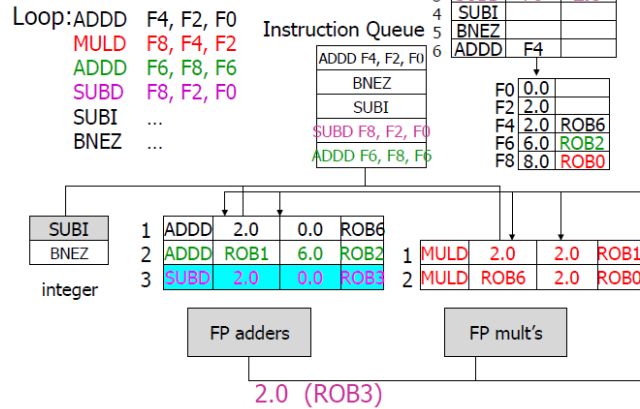 Loop: ADDD F4, F2, F0
MULD F8, F4, F2
ADDD F6, F8, F6
SUBD F8, F2, F0
SUBI ...
BNEZ ...
Instruction Queue
ADDD F4, F2, F0
BNEZ
SUBI
SUBD F8, F2, F0
ADDD F6, F8, F6
4 SUBI
5 BNEZ
6 ADDD F4
F0 0.0
F2 2.0
F4 2.0 ROB6
F6 6.0 ROB2
F8 8.0 ROB0
SUBI
BNEZ
integer
1 ADDD 2.0 0.0 ROB6
2 ADDD ROB1 6.0 ROB2
3 SUBD 2.0 0.0 ROB3
1 MULD 2.0 2.0 ROB1
2 MULD ROB6 2.0 ROB0
FP adders
FP mult's
2.0 (ROB3)